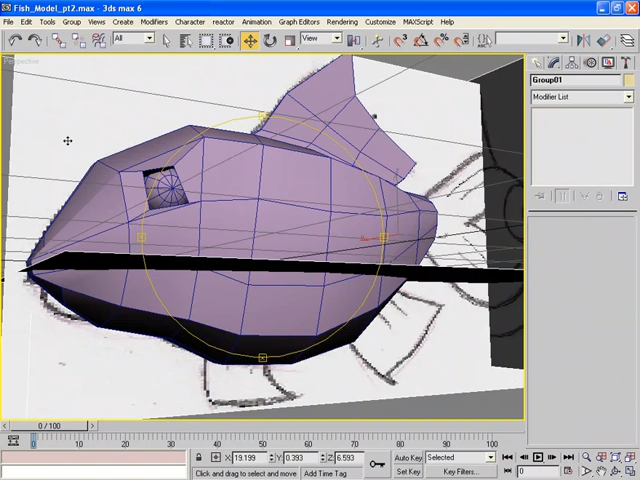 Fish_Model_pt2.max - 3ds max 6
File Edit Tools Group Views Create Modifiers Character reactor Animation Graph Editors Rendering Customize MAXScript Help
All View
Perspective
Group01
Modifier List
0 / 100
0 10 20 30 40 50 60 70 80 90 100
X: 19.199 Y: 0.393 Z: 6.593
Auto Key Selected
Click and drag to select and move Add Time Tag
Set Key Key Filters... 0